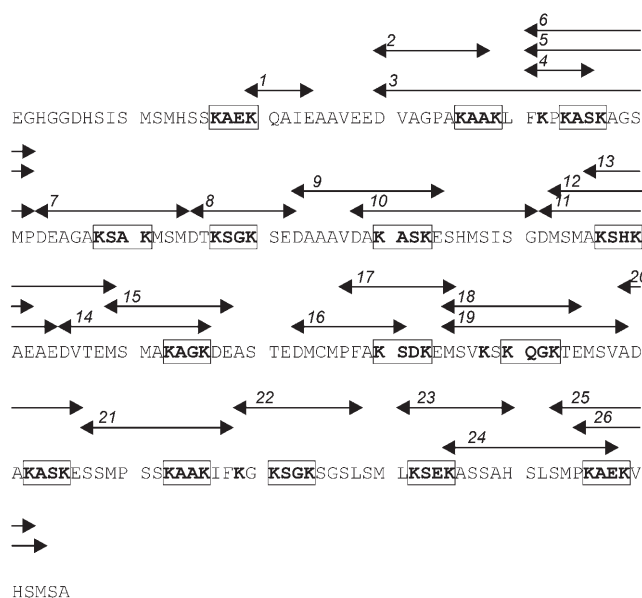 6
2 5
1 3 4
EGHGGDHSIS MSMHSSKAEK QAIEAAVEED VAGPAKAAKL FKPKASKAGS
13
9 12
7 8 10 11
MPDEAGAKSA KMSMDTKSGK SEDAAAVDAK ASKESHMSIS GDMSMAKSHK
17 20
15 18
14 16 19
AEAEDVTEMS MAKAGKDEAS TEDMCMPFAK SDKEMSVKSK QGKTEMSVAD
22 23 25
21 26
24
AKASKESSMP SSKAAKIFKG KSGKSGSLSM LKSEKASSAH SLSMPKAEKV
HSMSA